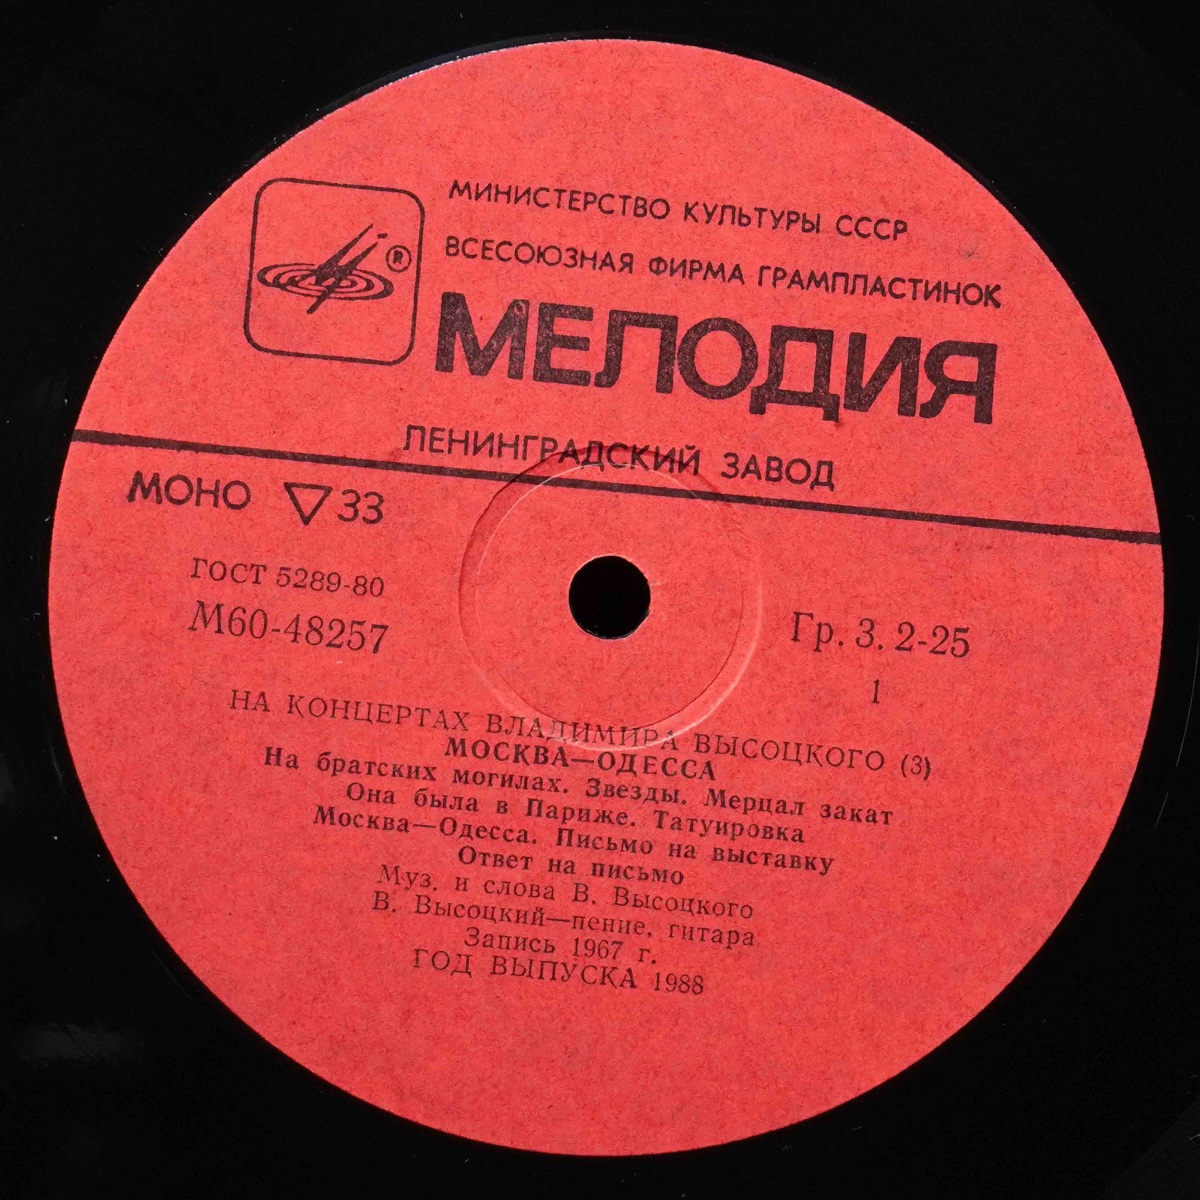 МИНИСТЕРСТВО КУЛЬТУРЫ СССР
ВСЕСОЮЗНАЯ ФИРМА ГРАМПЛАСТИНОК
®
МЕЛОДИЯ
ЛЕНИНГРАДСКИЙ ЗАВОД
МОНО ▽ 33
ГОСТ 5289-80
М60-48257
Гр. 3. 2-25
1
НА КОНЦЕРТАХ ВЛАДИМИРА ВЫСОЦКОГО (3)
МОСКВА—ОДЕССА
На братских могилах. Звезды. Мерцал закат
Она была в Париже. Татуировка
Москва—Одесса. Письмо на выставку
Ответ на письмо
Муз. и слова В. Высоцкого
В. Высоцкий—пение, гитара
Запись 1967 г.
ГОД ВЫПУСКА 1988